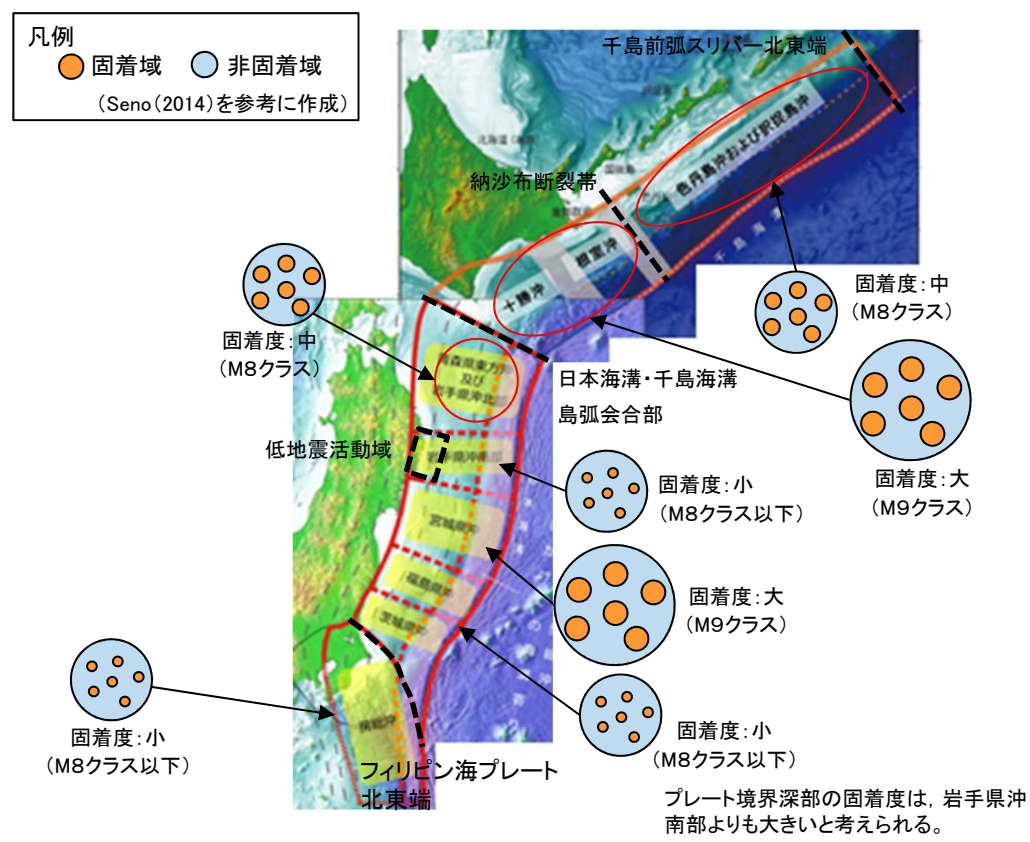 凡例
固着域 非固着域
(Seno(2014)を参考に作成)
千島前弧スリバー北東端
色丹島沖および択捉島沖
納沙布断裂帯
根室沖
十勝沖
千島海溝
固着度：中
(M8クラス)
固着度：中
(M8クラス)
青森県東方沖
及び
岩手県沖北部
日本海溝・千島海溝
島弧会合部
固着度：大
(M9クラス)
低地震活動域
岩手県沖南部
固着度：小
(M8クラス以下)
宮城県沖
固着度：大
(M9クラス)
福島県沖
茨城県沖
固着度：小
(M8クラス以下)
房総沖
固着度：小
(M8クラス以下)
フィリピン海プレート
北東端
プレート境界深部の固着度は，岩手県沖
南部よりも大きいと考えられる。